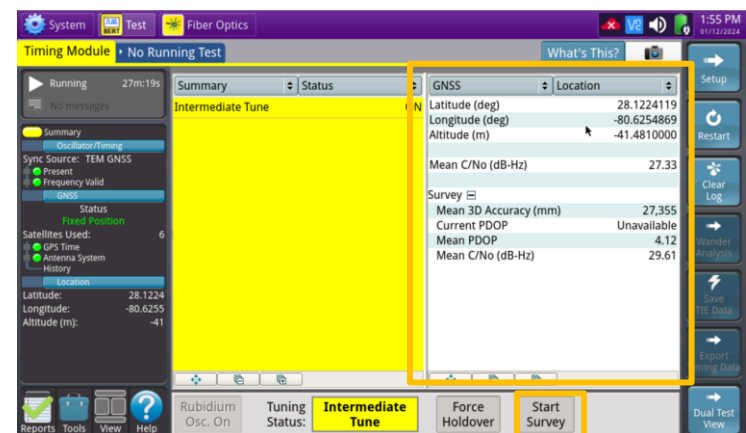 System Test Fiber Optics 1:55 PM
01/12/2024
Timing Module No Running Test What's This?
Running 27m:19s
No messages
Summary
Oscillator/Timing
Sync Source: TEM GNSS
Present
Frequency Valid
GNSS
Status
Fixed Position
Satellites Used: 6
GPS Time
Antenna System
History
Location
Latitude: 28.1224
Longitude: -80.6255
Altitude (m): -41
Summary Status
Intermediate Tune
GNSS Location
Latitude (deg) 28.1224119
Longitude (deg) -80.6254869
Altitude (m) -41.4810000
Mean C/No (dB-Hz) 27.33
Survey
Mean 3D Accuracy (mm) 27,355
Current PDOP Unavailable
Mean PDOP 4.12
Mean C/No (dB-Hz) 29.61
Setup
Restart
Clear
Log
Wander
Analysis
Save
TIE Data
Export
Timing Data
Dual Test
View
Reports Tools View Help
Rubidium
Osc. On
Tuning
Status:
Intermediate
Tune
Force
Holdover
Start
Survey